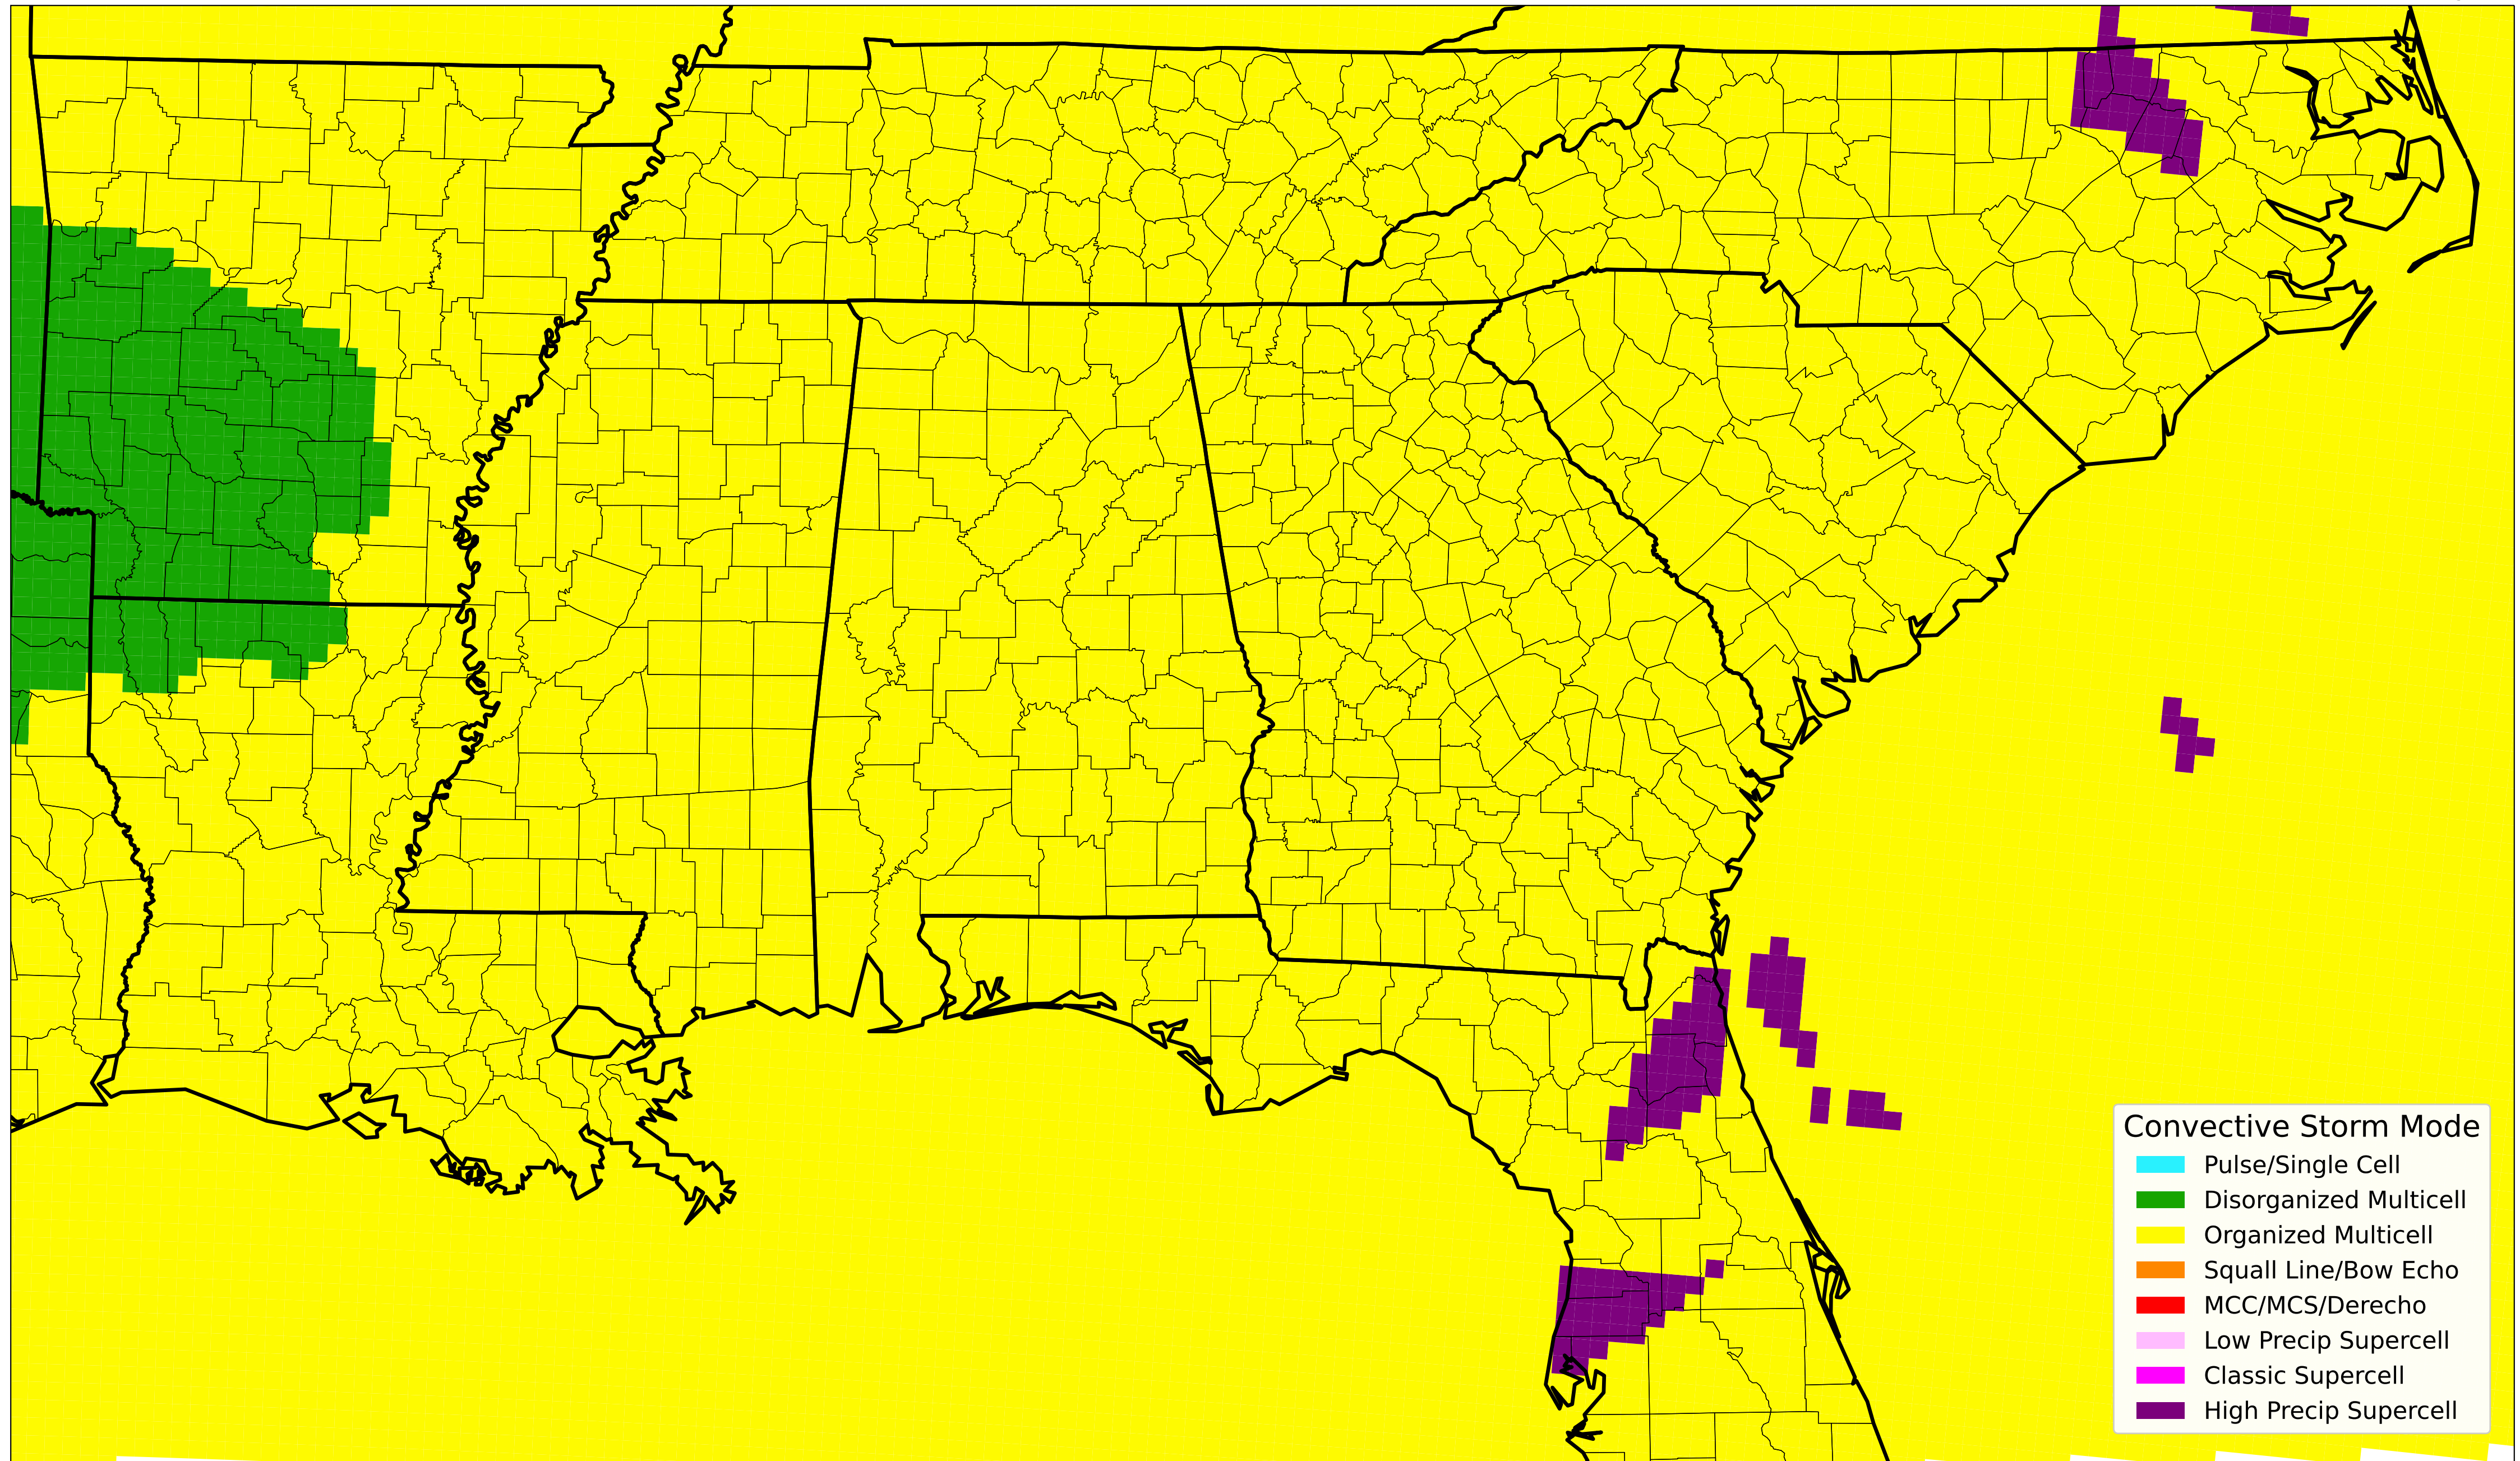 Convective Storm Mode
Pulse/Single Cell
Disorganized Multicell
Organized Multicell
Squall Line/Bow Echo
MCC/MCS/Derecho
Low Precip Supercell
Classic Supercell
High Precip Supercell